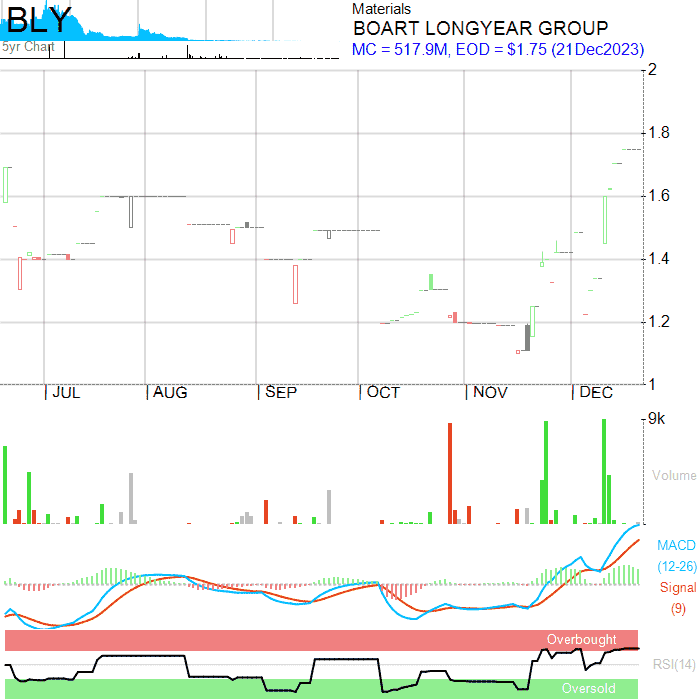 BLY
5yr Chart
Materials
BOART LONGYEAR GROUP
MC = 517.9M, EOD = $1.75 (21Dec2023)
2
1.8
1.6
1.4
1.2
1
JUL AUG SEP OCT NOV DEC
9k
Volume
MACD
(12-26)
Signal
(9)
Overbought
RSI(14)
Oversold